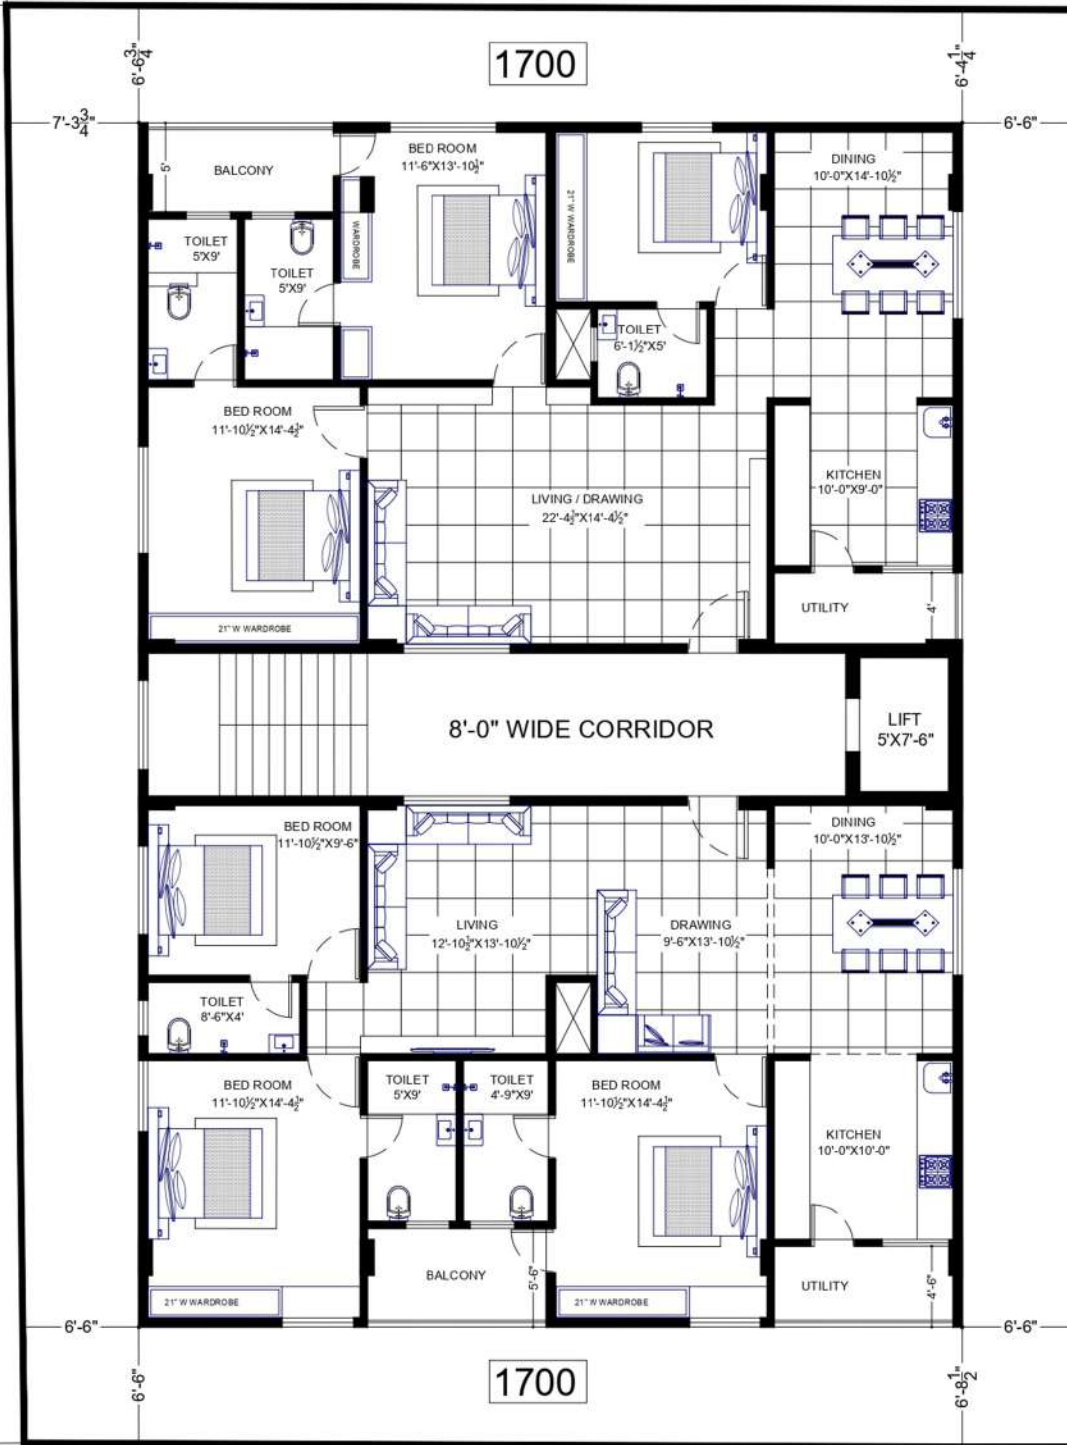 1700
6'-6¾"
6'-4¼"
7'-3¾"
6'-6"
BED ROOM
11'-6"X13'-10½"
DINING
10'-0"X14'-10½"
5'
BALCONY
21" W WARDROBE
WARDROBE
TOILET
5'X9'
TOILET
5'X9'
TOILET
6'-1½"X5'
BED ROOM
11'-10½"X14'-4½"
KITCHEN
10'-0"X9'-0"
LIVING / DRAWING
22'-4½"X14'-4½"
UTILITY
4'
21" W WARDROBE
8'-0" WIDE CORRIDOR
LIFT
5'X7'-6"
BED ROOM
11'-10½"X9'-6"
DINING
10'-0"X13'-10½"
LIVING
12'-10½"X13'-10½"
DRAWING
9'-6"X13'-10½"
TOILET
8'-6"X4'
BED ROOM
11'-10½"X14'-4½"
TOILET
5'X9'
TOILET
4'-9"X9'
BED ROOM
11'-10½"X14'-4½"
KITCHEN
10'-0"X10'-0"
BALCONY
5'-6"
UTILITY
4'-6"
21" W WARDROBE
21" W WARDROBE
6'-6"
6'-6"
1700
6'-6"
6'-8½"